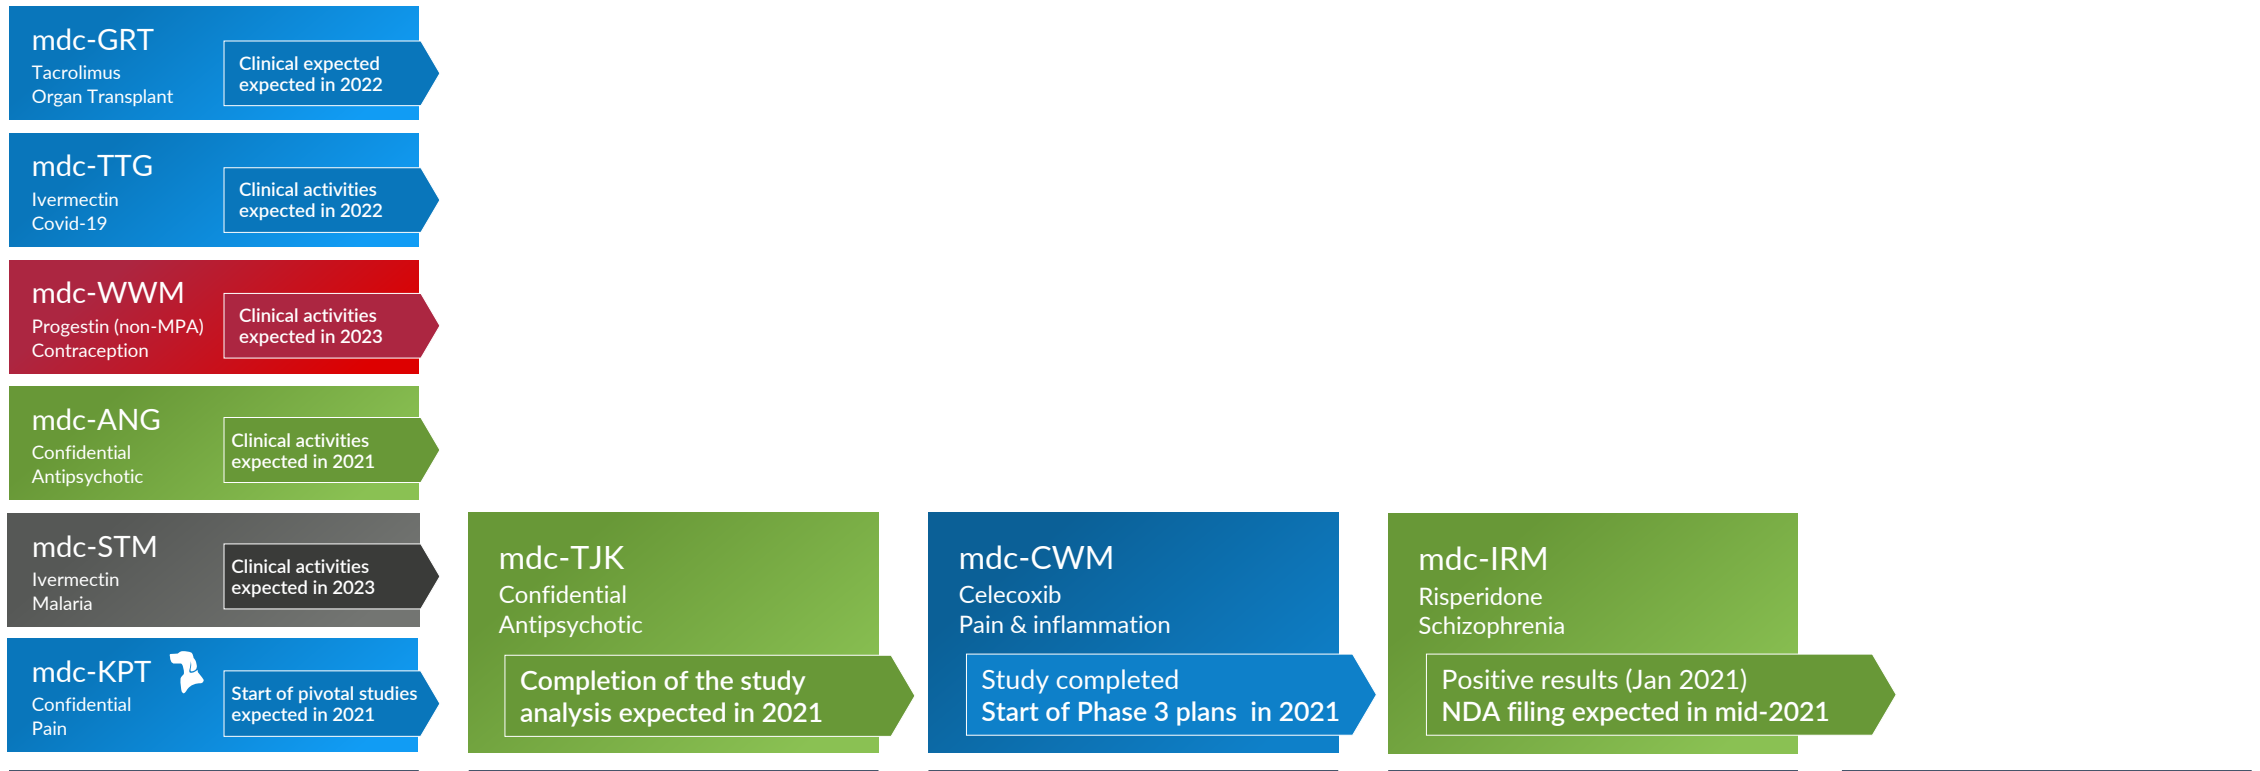 mdc-GRT
Tacrolimus
Organ Transplant
Clinical expected
expected in 2022
mdc-TTG
Ivermectin
Covid-19
Clinical activities
expected in 2022
mdc-WWM
Progestin (non-MPA)
Contraception
Clinical activities
expected in 2023
mdc-ANG
Confidential
Antipsychotic
Clinical activities
expected in 2021
mdc-STM
Ivermectin
Malaria
Clinical activities
expected in 2023
mdc-KPT
Confidential
Pain
Start of pivotal studies
expected in 2021
mdc-TJK
Confidential
Antipsychotic
Completion of the study
analysis expected in 2021
mdc-CWM
Celecoxib
Pain & inflammation
Study completed
Start of Phase 3 plans in 2021
mdc-IRM
Risperidone
Schizophrenia
Positive results (Jan 2021)
NDA filing expected in mid-2021